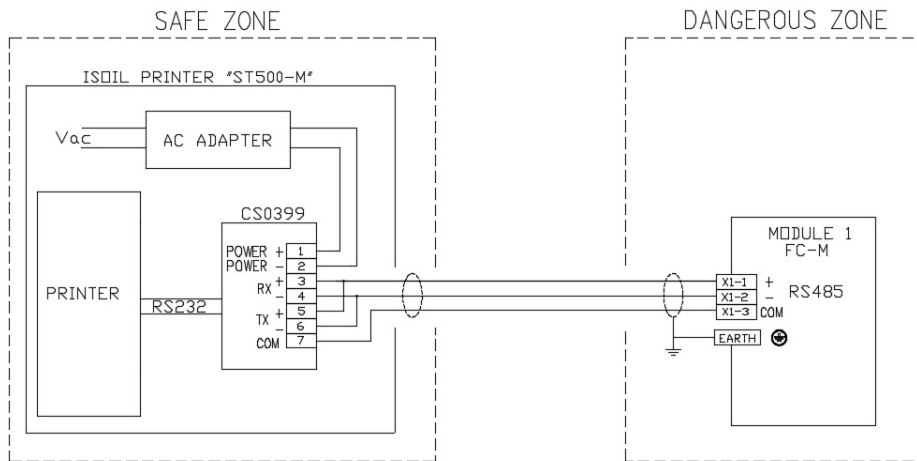 SAFE ZONE
DANGEROUS ZONE
ISOIL PRINTER "ST500-M"
Vac
AC ADAPTER
CS0399
POWER + 1
POWER - 2
RX + 3
- 4
TX + 5
- 6
COM 7
PRINTER
RS232
MODULE 1
FC-M
X1-1 +
X1-2 -
X1-3 COM
RS485
EARTH